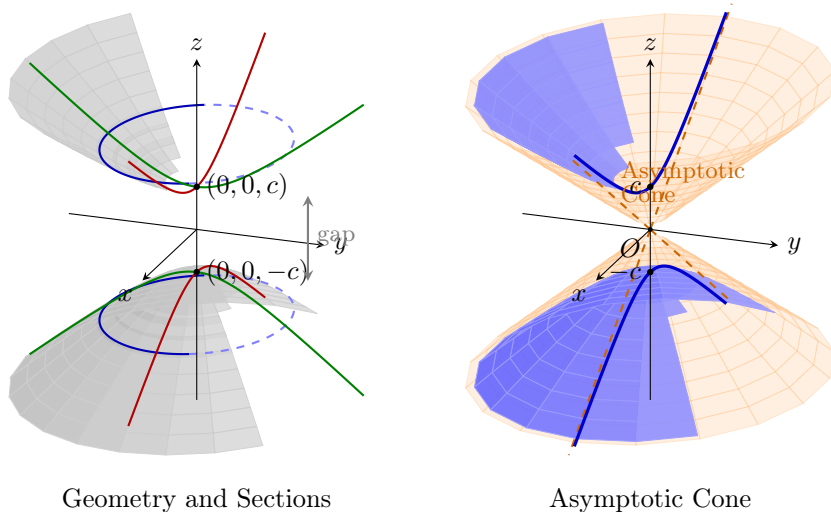 z
(0, 0, c)
gap
y
(0, 0, −c)
x
Geometry and Sections
z
Asymptotic
Cone
c
y
O
−c
x
Asymptotic Cone